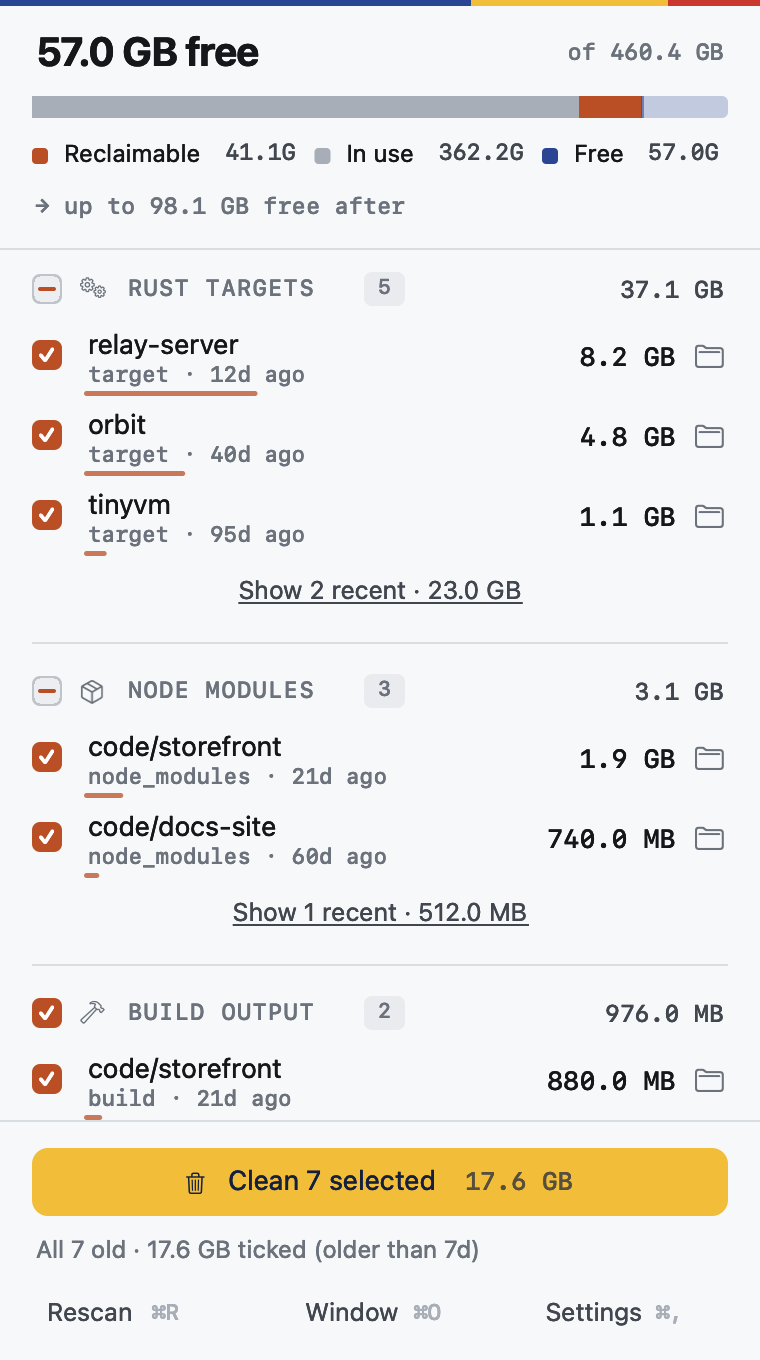 57.0 GB free of 460.4 GB
Reclaimable 41.1G In use 362.2G Free 57.0G
→ up to 98.1 GB free after
RUST TARGETS 5 37.1 GB
relay-server 8.2 GB
target · 12d ago
orbit 4.8 GB
target · 40d ago
tinyvm 1.1 GB
target · 95d ago
Show 2 recent · 23.0 GB
NODE MODULES 3 3.1 GB
code/storefront 1.9 GB
node_modules · 21d ago
code/docs-site 740.0 MB
node_modules · 60d ago
Show 1 recent · 512.0 MB
BUILD OUTPUT 2 976.0 MB
code/storefront 880.0 MB
build · 21d ago
Clean 7 selected 17.6 GB
All 7 old · 17.6 GB ticked (older than 7d)
Rescan ⌘R Window ⌘O Settings ⌘,